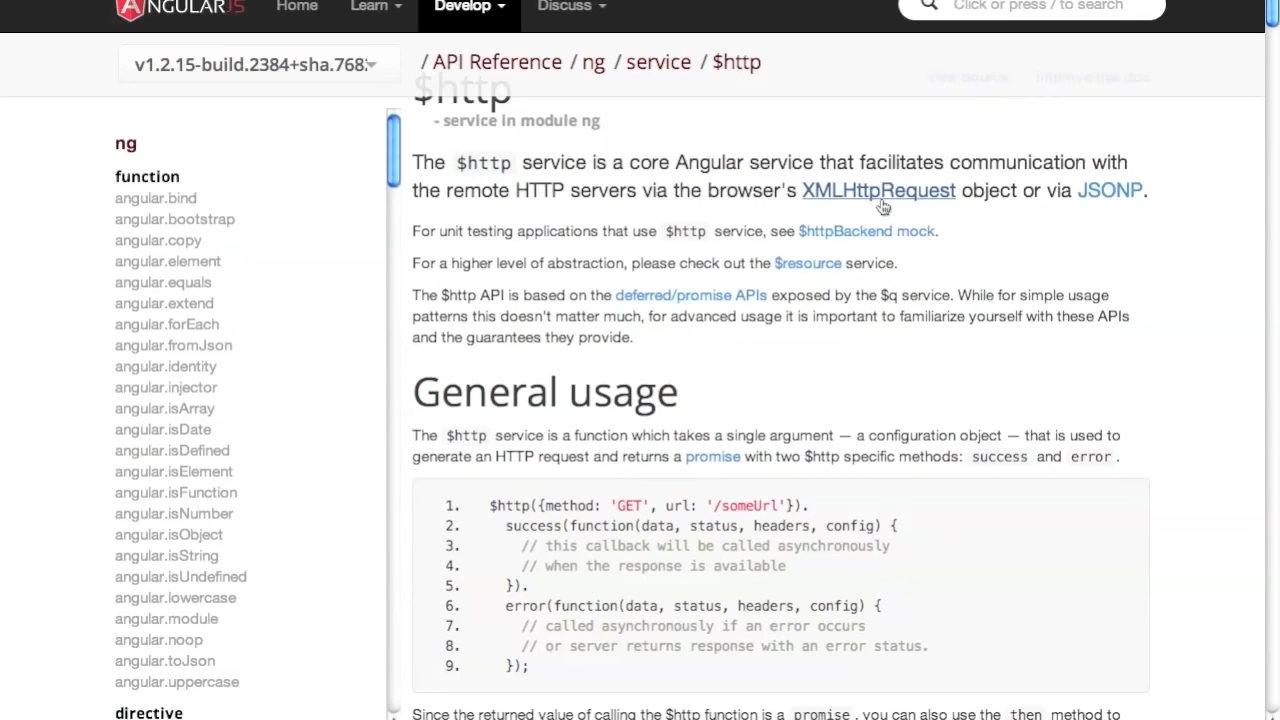 ANGULARJS
Home
Learn
Develop
Discuss
Click or press / to search
v1.2.15-build.2384+sha.768
/ API Reference / ng / service / $http
view source
Improve this doc
$http
- service in module ng
ng
function
angular.bind
angular.bootstrap
angular.copy
angular.element
angular.equals
angular.extend
angular.forEach
angular.fromJson
angular.identity
angular.injector
angular.isArray
angular.isDate
angular.isDefined
angular.isElement
angular.isFunction
angular.isNumber
angular.isObject
angular.isString
angular.isUndefined
angular.lowercase
angular.module
angular.noop
angular.toJson
angular.uppercase
directive
The $http service is a core Angular service that facilitates communication with
the remote HTTP servers via the browser's XMLHttpRequest object or via JSONP.
For unit testing applications that use $http service, see $httpBackend mock.
For a higher level of abstraction, please check out the $resource service.
The $http API is based on the deferred/promise APIs exposed by the $q service. While for simple usage
patterns this doesn't matter much, for advanced usage it is important to familiarize yourself with these APIs
and the guarantees they provide.
General usage
The $http service is a function which takes a single argument — a configuration object — that is used to
generate an HTTP request and returns a promise with two $http specific methods: success and error.
1. $http({method: 'GET', url: '/someUrl'}).
2. success(function(data, status, headers, config) {
3. // this callback will be called asynchronously
4. // when the response is available
5. }).
6. error(function(data, status, headers, config) {
7. // called asynchronously if an error occurs
8. // or server returns response with an error status.
9. });
Since the returned value of calling the $http function is a promise, you can also use the then method to